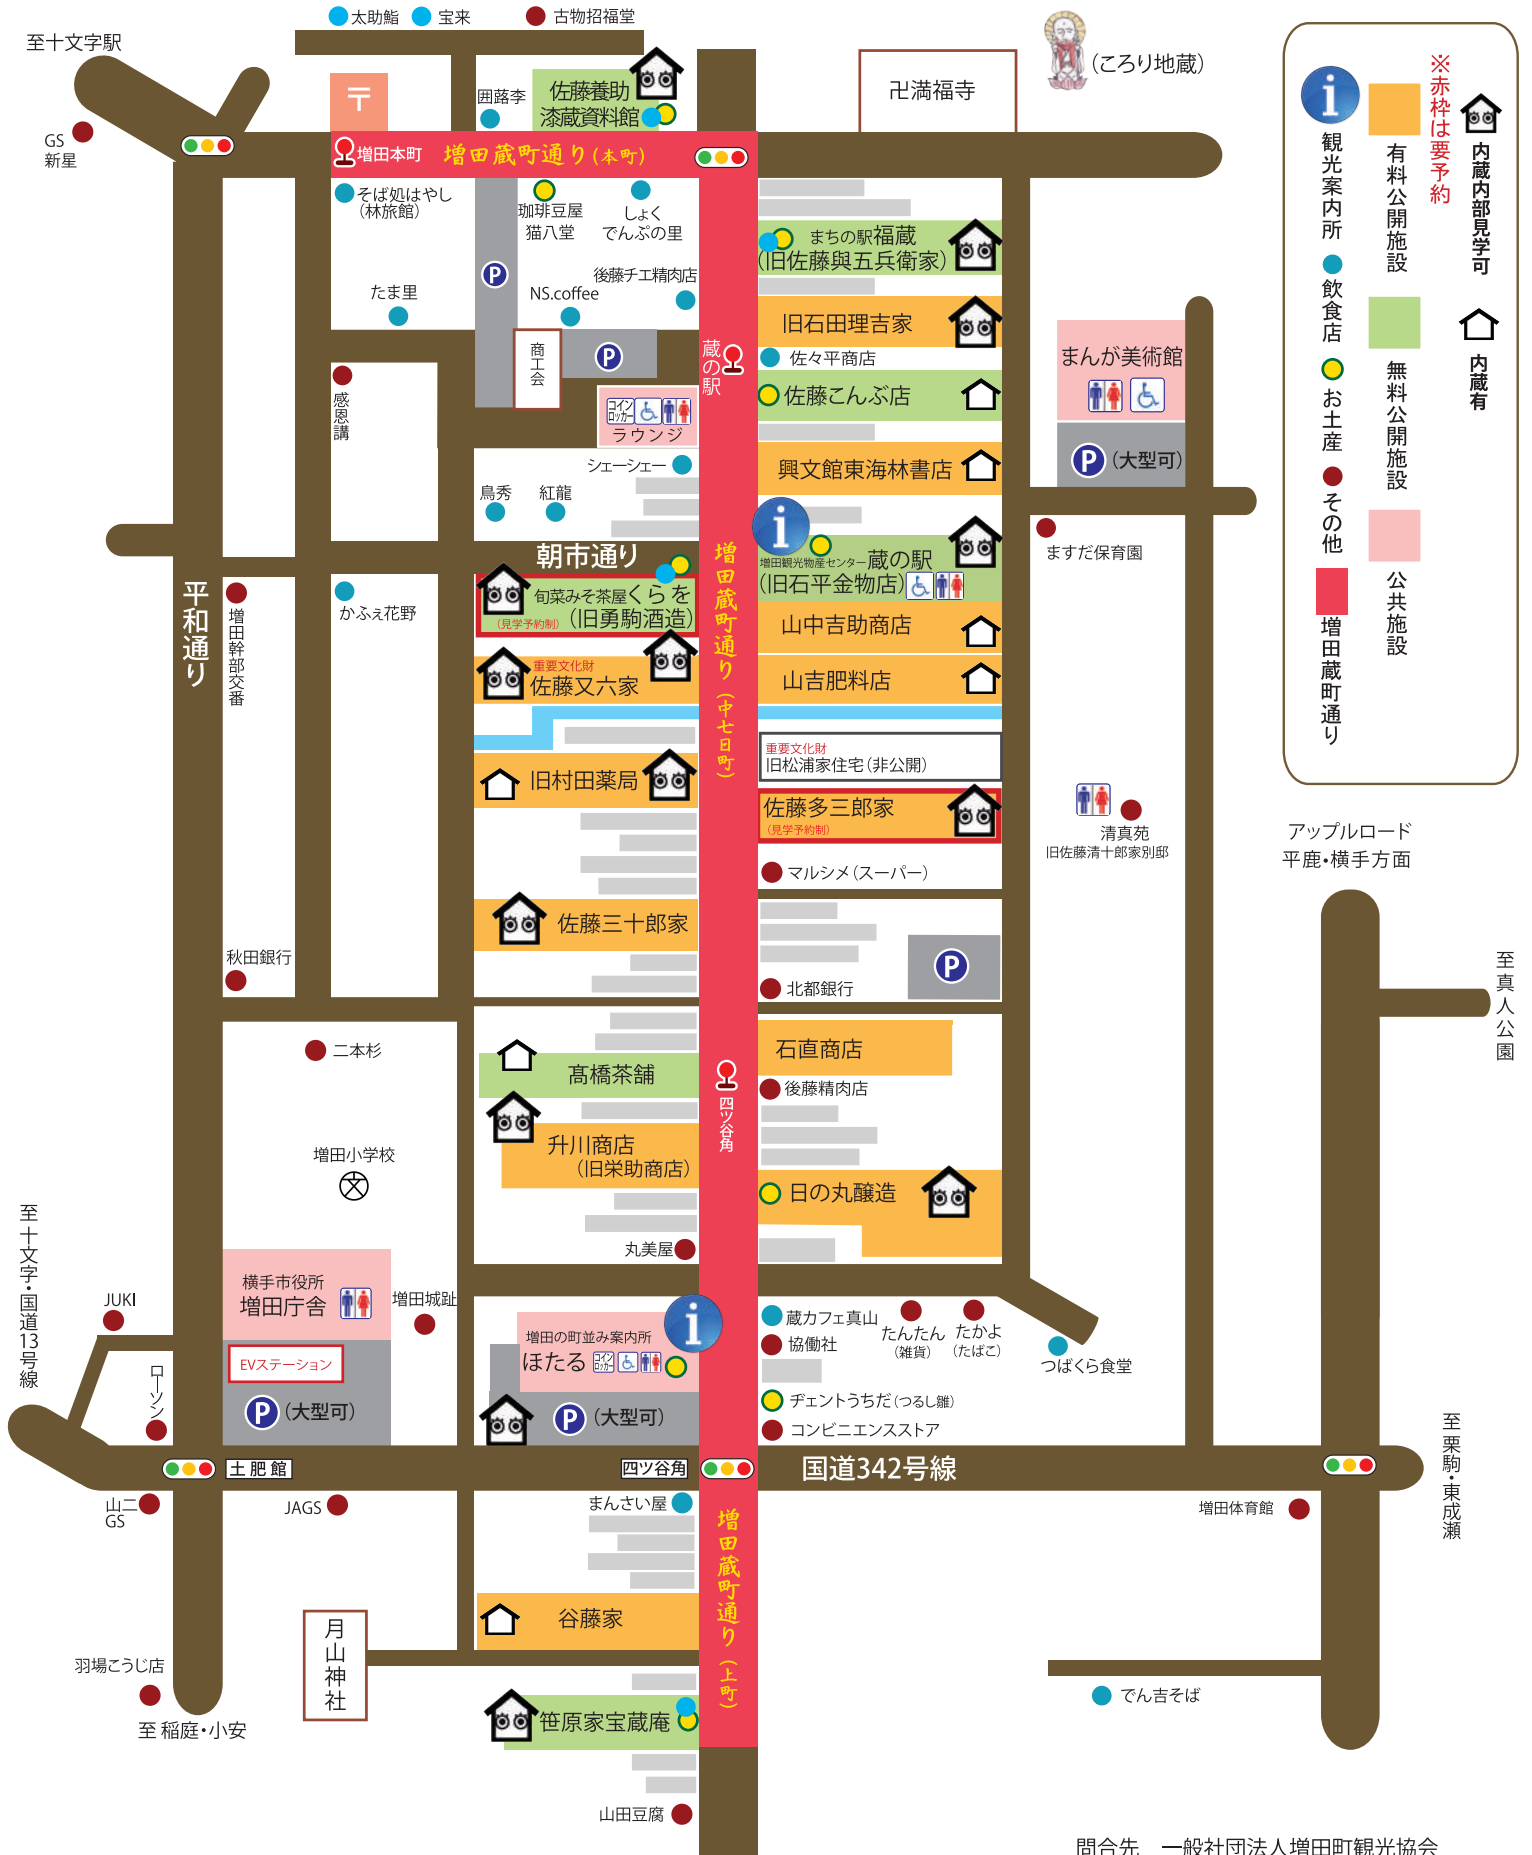 太助鮨
宝来
古物招福堂
至十文字駅
(ころり地蔵)
囲蕗李
佐藤養助
漆蔵資料館
卍満福寺
〒
GS
新星
増田本町
増田蔵町通り(本町)
そば処はやし
(林旅館)
珈琲豆屋
猫八堂
しょく
でんぷの里
まちの駅福蔵
(旧佐藤與五兵衛家)
P
後藤チエ精肉店
たま里
NS.coffee
旧石田理吉家
商工会
P
蔵の駅
佐々平商店
まんが美術館
感恩講
コイン
ロッカー
ラウンジ
佐藤こんぶ店
P(大型可)
シェーシェー
興文館東海林書店
鳥秀
紅龍
i
ますだ保育園
朝市通り
増田観光物産センター蔵の駅
(旧石平金物店)
平和通り
増田幹部交番
かふぇ花野
旬菜みそ茶屋くらを
(見学予約制)(旧勇駒酒造)
増田蔵町通り(中七日町)
山中吉助商店
重要文化財
佐藤又六家
山吉肥料店
重要文化財
旧松浦家住宅(非公開)
旧村田薬局
佐藤多三郎家
(見学予約制)
清真苑
旧佐藤清十郎家別邸
マルシメ(スーパー)
佐藤三十郎家
秋田銀行
P
北都銀行
二本杉
石直商店
髙橋茶舗
四ツ谷角
後藤精肉店
升川商店
(旧栄助商店)
増田小学校
文
日の丸醸造
丸美屋
至十文字・国道13号線
横手市役所
増田庁舎
増田城趾
JUKI
i
増田の町並み案内所
ほたる
コイン
ロッカー
蔵カフェ真山
協働社
たんたん
(雑貨)
たかよ
(たばこ)
つばくら食堂
EVステーション
ローソン
P(大型可)
P(大型可)
ヂェントうちだ(つるし雛)
コンビニエンスストア
土肥館
四ツ谷角
国道342号線
山二
GS
JAGS
まんさい屋
増田体育館
増田蔵町通り(上町)
谷藤家
月山神社
羽場こうじ店
至 稲庭・小安
笹原家宝蔵庵
でん吉そば
山田豆腐
アップルロード
平鹿・横手方面
至真人公園
至栗駒・東成瀬
i
観光案内所
飲食店
お土産
その他
増田蔵町通り
有料公開施設
無料公開施設
公共施設
※赤枠は要予約
内蔵内部見学可
内蔵有
問合先　一般社団法人増田町観光協会